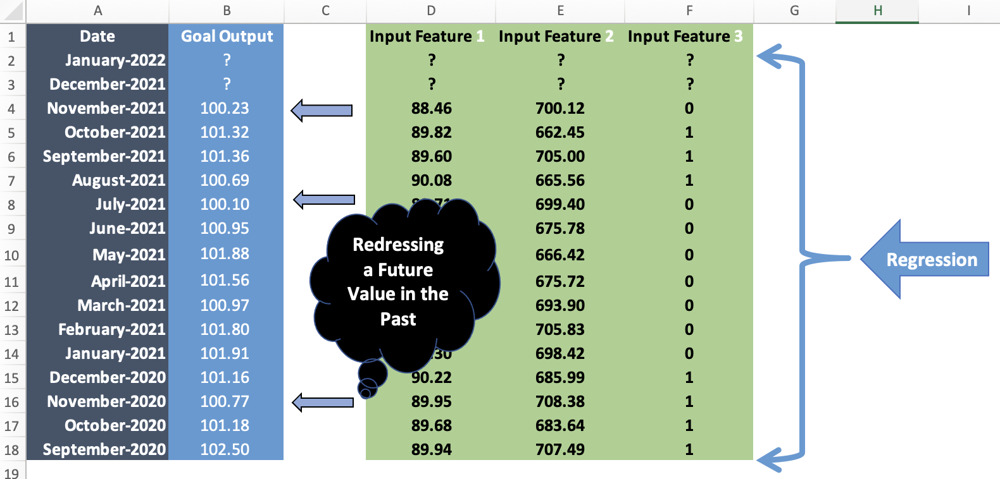 A B C D E F G H I
1 Date Goal Output Input Feature 1 Input Feature 2 Input Feature 3
2 January-2022 ? ? ? ?
3 December-2021 ? ? ? ?
4 November-2021 100.23 88.46 700.12 0
5 October-2021 101.32 89.82 662.45 1
6 September-2021 101.36 89.60 705.00 1
7 August-2021 100.69 90.08 665.56 1
8 July-2021 100.10 699.40 0
9 June-2021 100.95 675.78 0
10 May-2021 101.88 666.42 0
11 April-2021 101.56 675.72 0
12 March-2021 100.97 693.90 0
13 February-2021 101.80 705.83 0
14 January-2021 101.91 698.42 0
15 December-2020 101.16 90.22 685.99 1
16 November-2020 100.77 89.95 708.38 1
17 October-2020 101.18 89.68 683.64 1
18 September-2020 102.50 89.94 707.49 1
19
Redressing
a Future
Value in the
Past
Regression